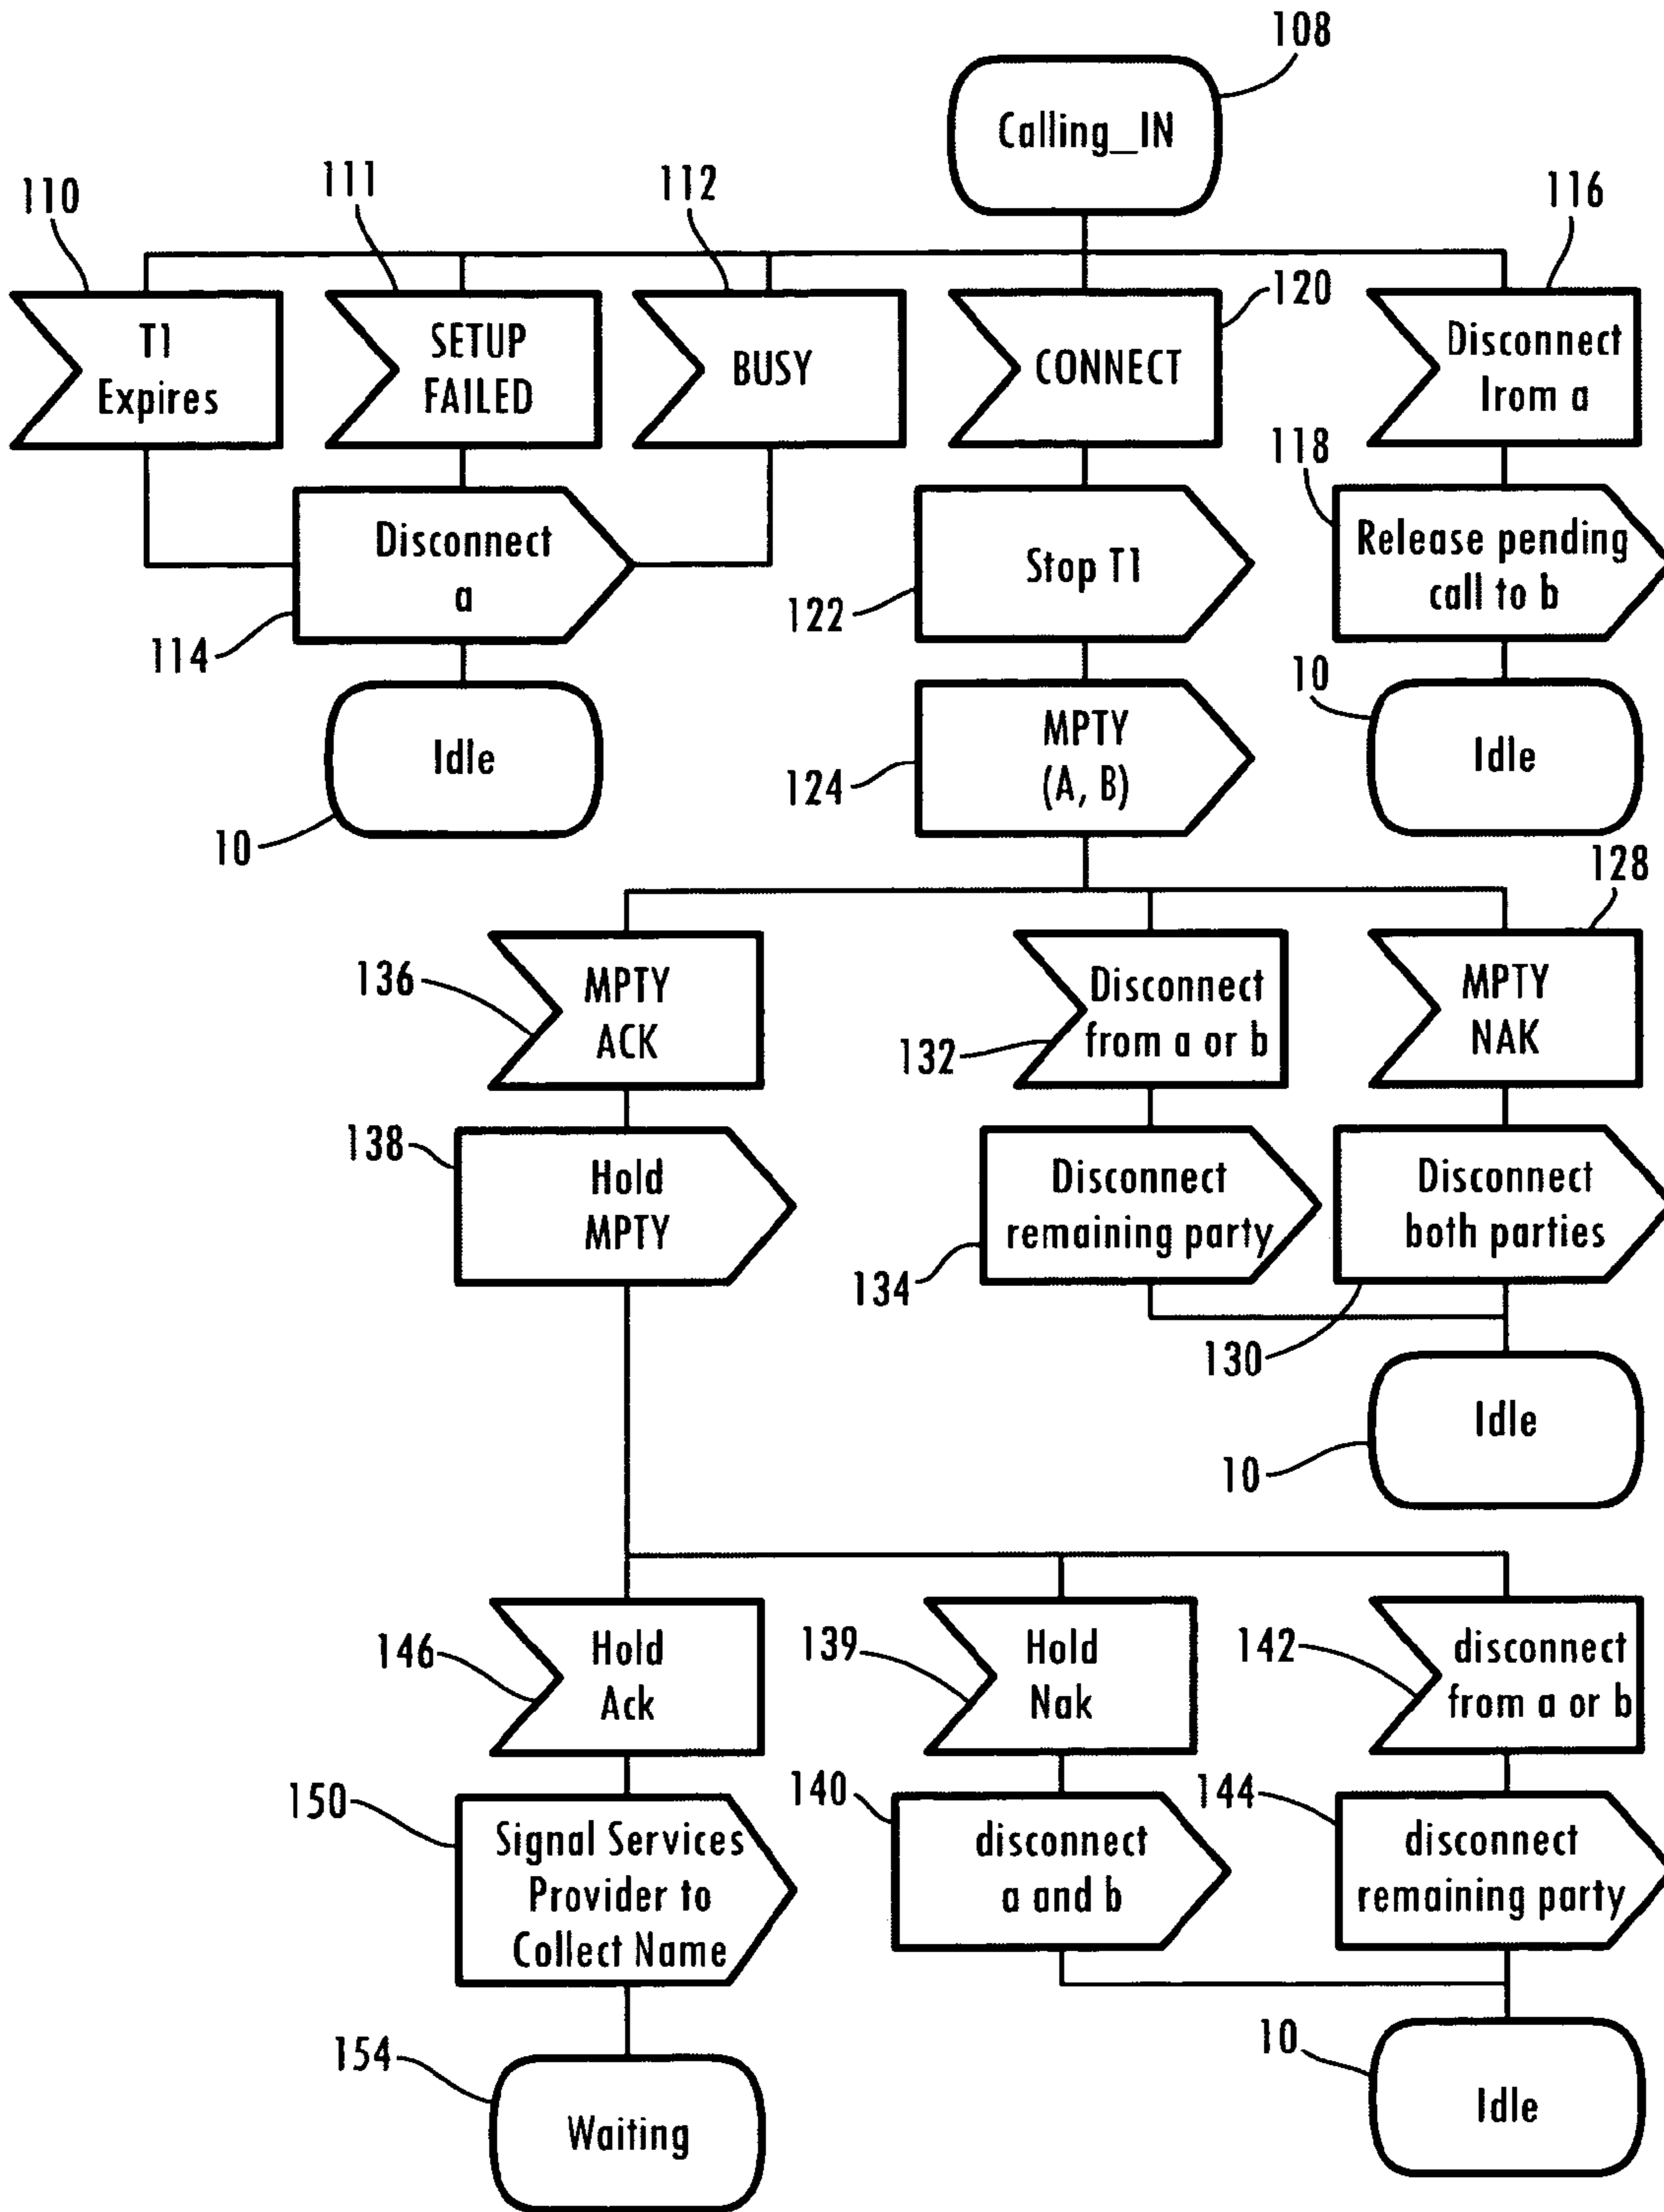 108
Calling_IN
110
111
112
116
T1
Expires
SETUP
FAILED
BUSY
120
CONNECT
Disconnect
Irom a
114
Disconnect
a
122
Stop T1
118
Release pending
call to b
10
Idle
124
MPTY
(A, B)
10
Idle
128
136
MPTY
ACK
132
Disconnect
from a or b
MPTY
NAK
138
Hold
MPTY
134
Disconnect
remaining party
130
Disconnect
both parties
10
Idle
146
Hold
Ack
139
Hold
Nak
142
disconnect
from a or b
150
Signal Services
Provider to
Collect Name
140
disconnect
a and b
144
disconnect
remaining party
154
Waiting
10
Idle